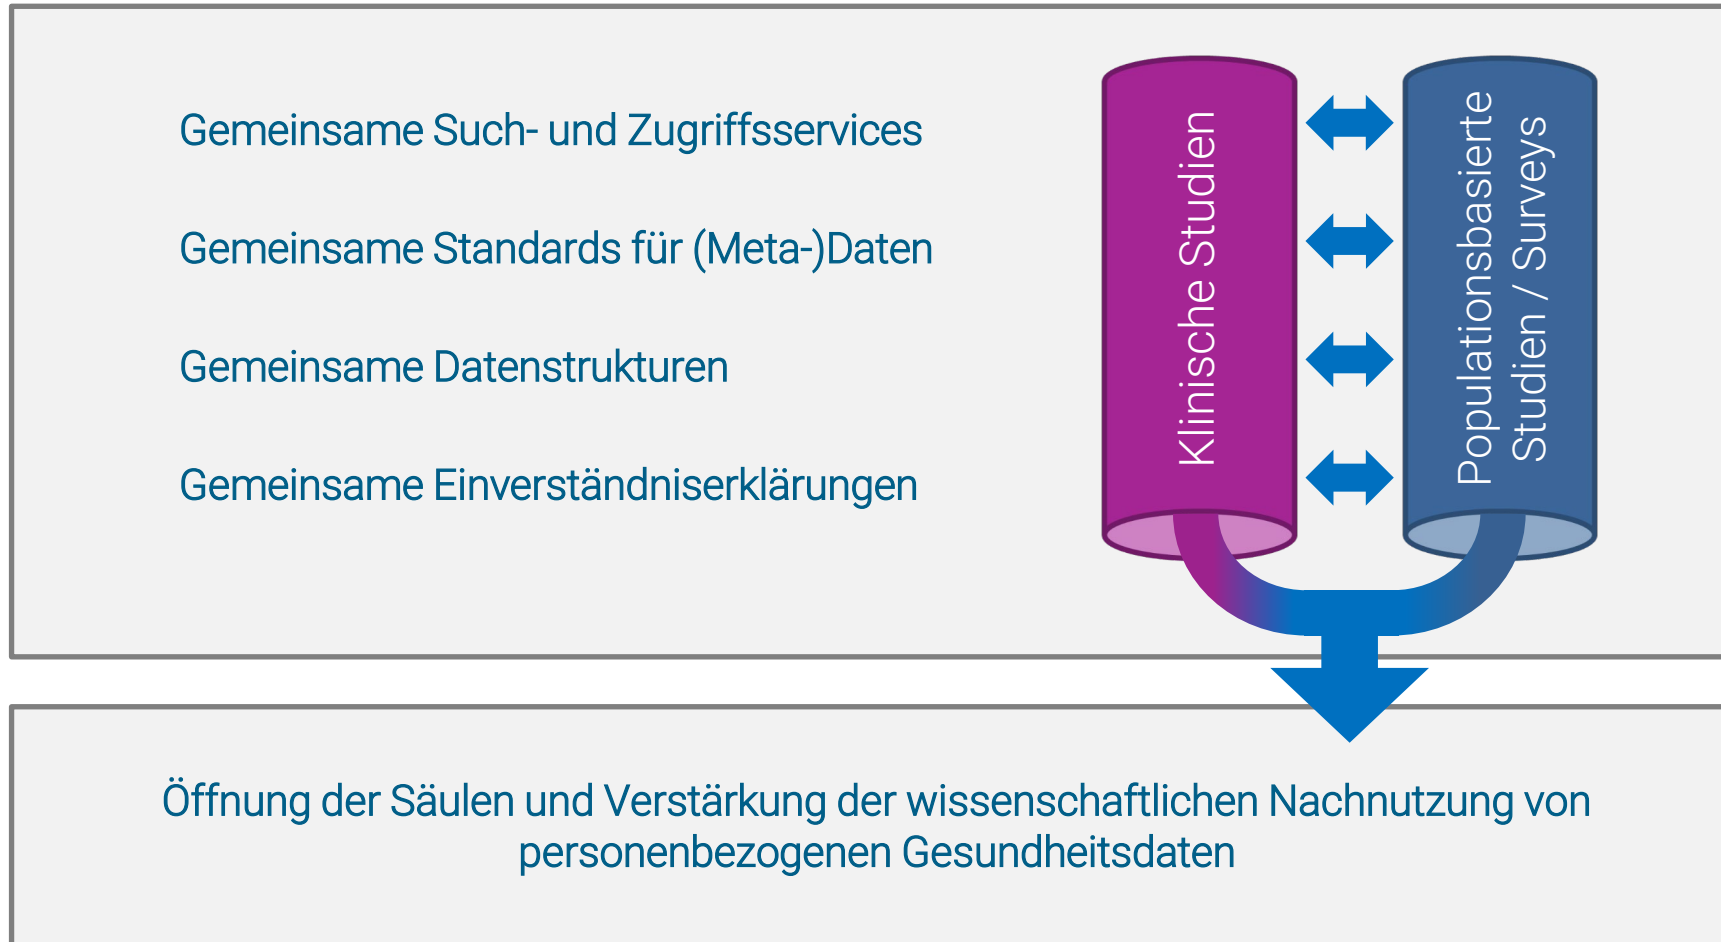 Gemeinsame Such- und Zugriffsservices
Gemeinsame Standards für (Meta-)Daten
Gemeinsame Datenstrukturen
Gemeinsame Einverständniserklärungen
Klinische Studien
Populationsbasierte
Studien / Surveys
Öffnung der Säulen und Verstärkung der wissenschaftlichen Nachnutzung von
personenbezogenen Gesundheitsdaten